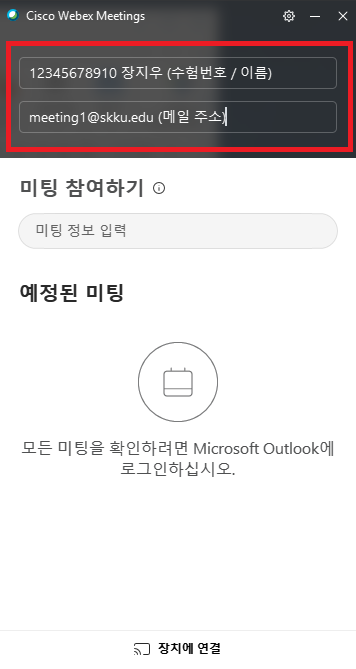 Cisco Webex Meetings
12345678910 장지우 (수험번호 / 이름)
meeting1@skku.edu (메일 주소)
미팅 참여하기
미팅 정보 입력
예정된 미팅
모든 미팅을 확인하려면 Microsoft Outlook에
로그인하십시오.
장치에 연결